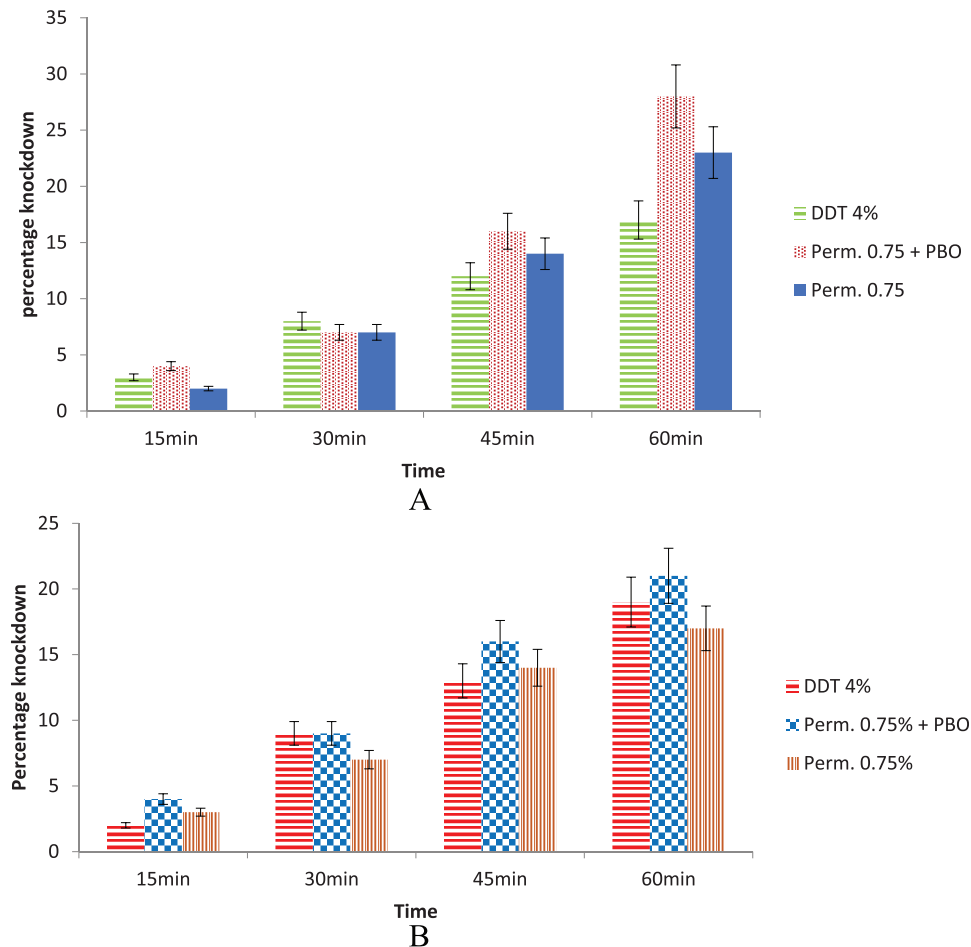 35
30
25
20
15
10
5
0
percentage knockdown
15min 30min 45min 60min
Time
DDT 4%
Perm. 0.75 + PBO
Perm. 0.75
A
25
20
15
10
5
0
Percentage knockdown
15min 30min 45min 60min
Time
DDT 4%
Perm. 0.75% + PBO
Perm. 0.75%
B